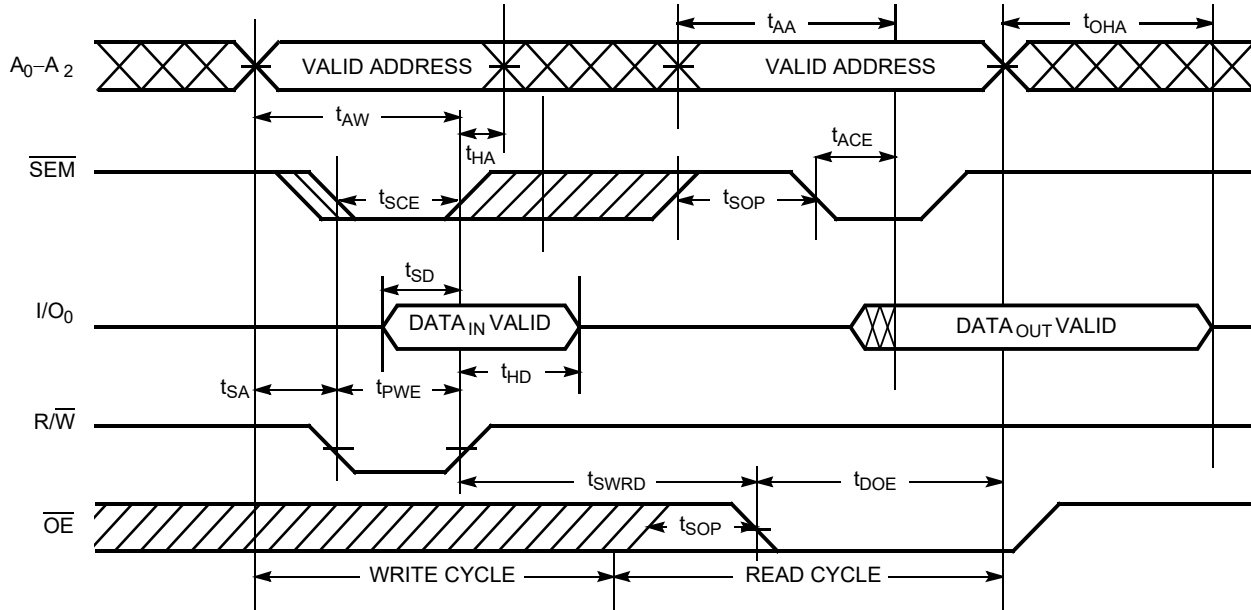 tAA
tOHA
A0–A2
VALID ADDRESS
VALID ADDRESS
tAW
tHA
tACE
SEM
tSCE
tSOP
tSD
I/O0
DATAIN VALID
DATAOUT VALID
tSA
tPWE
tHD
R/W
tSWRD
tDOE
OE
tSOP
WRITE CYCLE
READ CYCLE